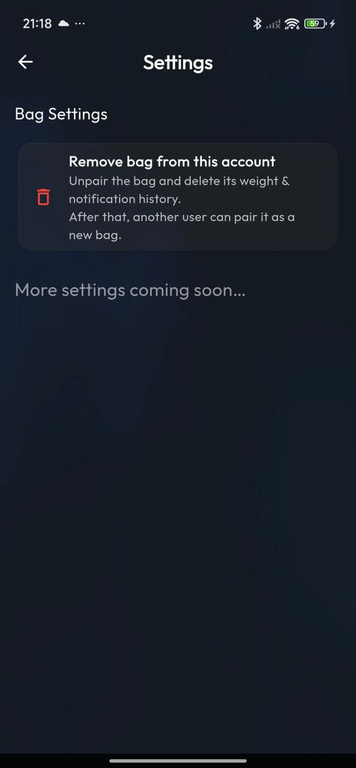 21:18 ...
59
Settings
Bag Settings
Remove bag from this account
Unpair the bag and delete its weight &
notification history.
After that, another user can pair it as a
new bag.
More settings coming soon...